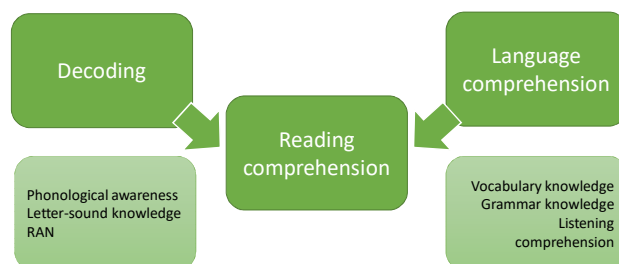 Decoding
Language
comprehension
Reading
comprehension
Phonological awareness
Letter-sound knowledge
RAN
Vocabulary knowledge
Grammar knowledge
Listening
comprehension